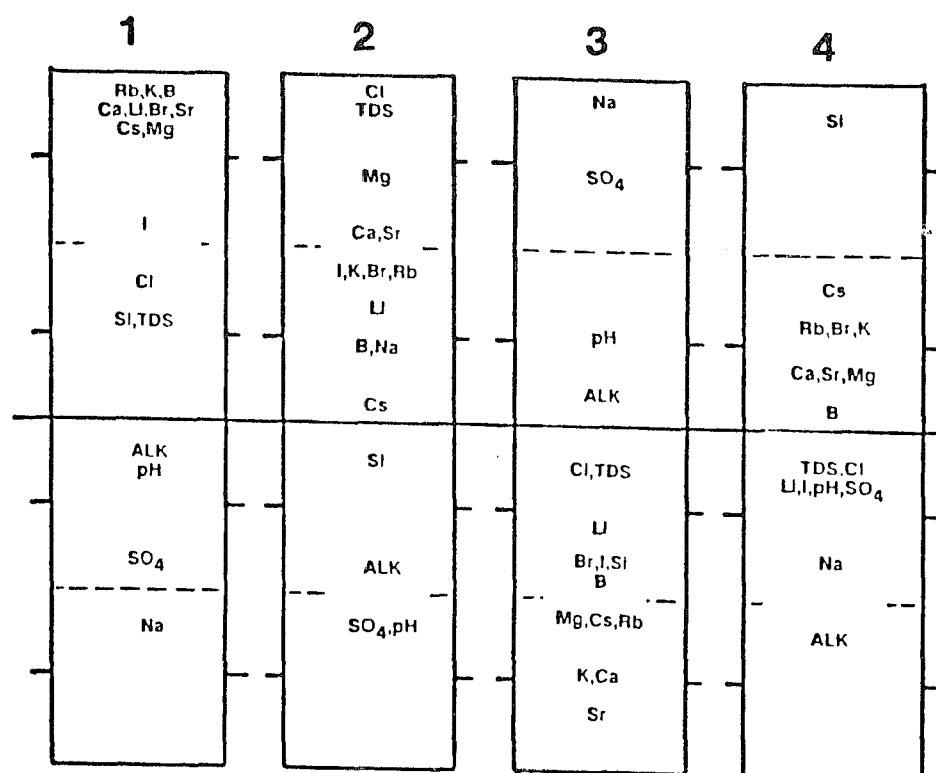 1
Rb,K,B
Ca,LI,Br,Sr
Cs,Mg
I
Cl
SI,TDS
ALK
pH
SO4
Na
2
Cl
TDS
Mg
Ca,Sr
I,K,Br,Rb
LI
B,Na
Cs
SI
ALK
SO4,pH
3
Na
SO4
pH
ALK
Cl,TDS
LI
Br,I,Si
B
Mg,Cs,Rb
K,Ca
Sr
4
SI
Cs
Rb,Br,K
Ca,Sr,Mg
B
TDS,Cl
LI,I,pH,SO4
Na
ALK